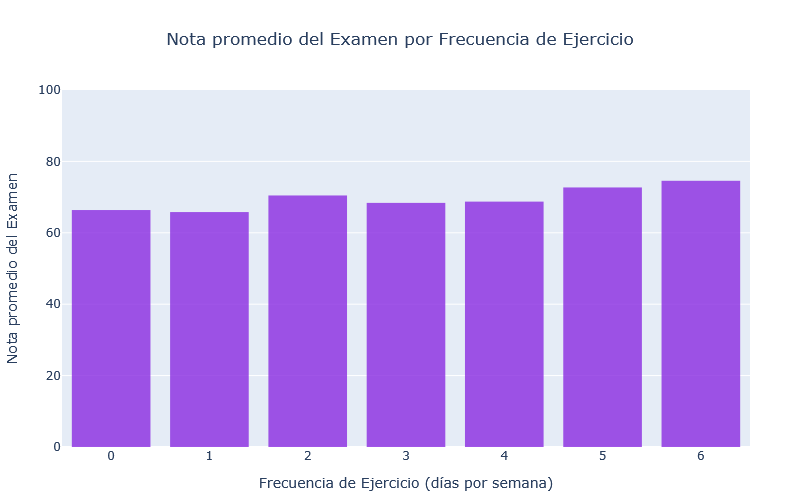 Nota promedio del Examen por Frecuencia de Ejercicio
Nota promedio del Examen
100
80
60
40
20
0
0 1 2 3 4 5 6
Frecuencia de Ejercicio (días por semana)